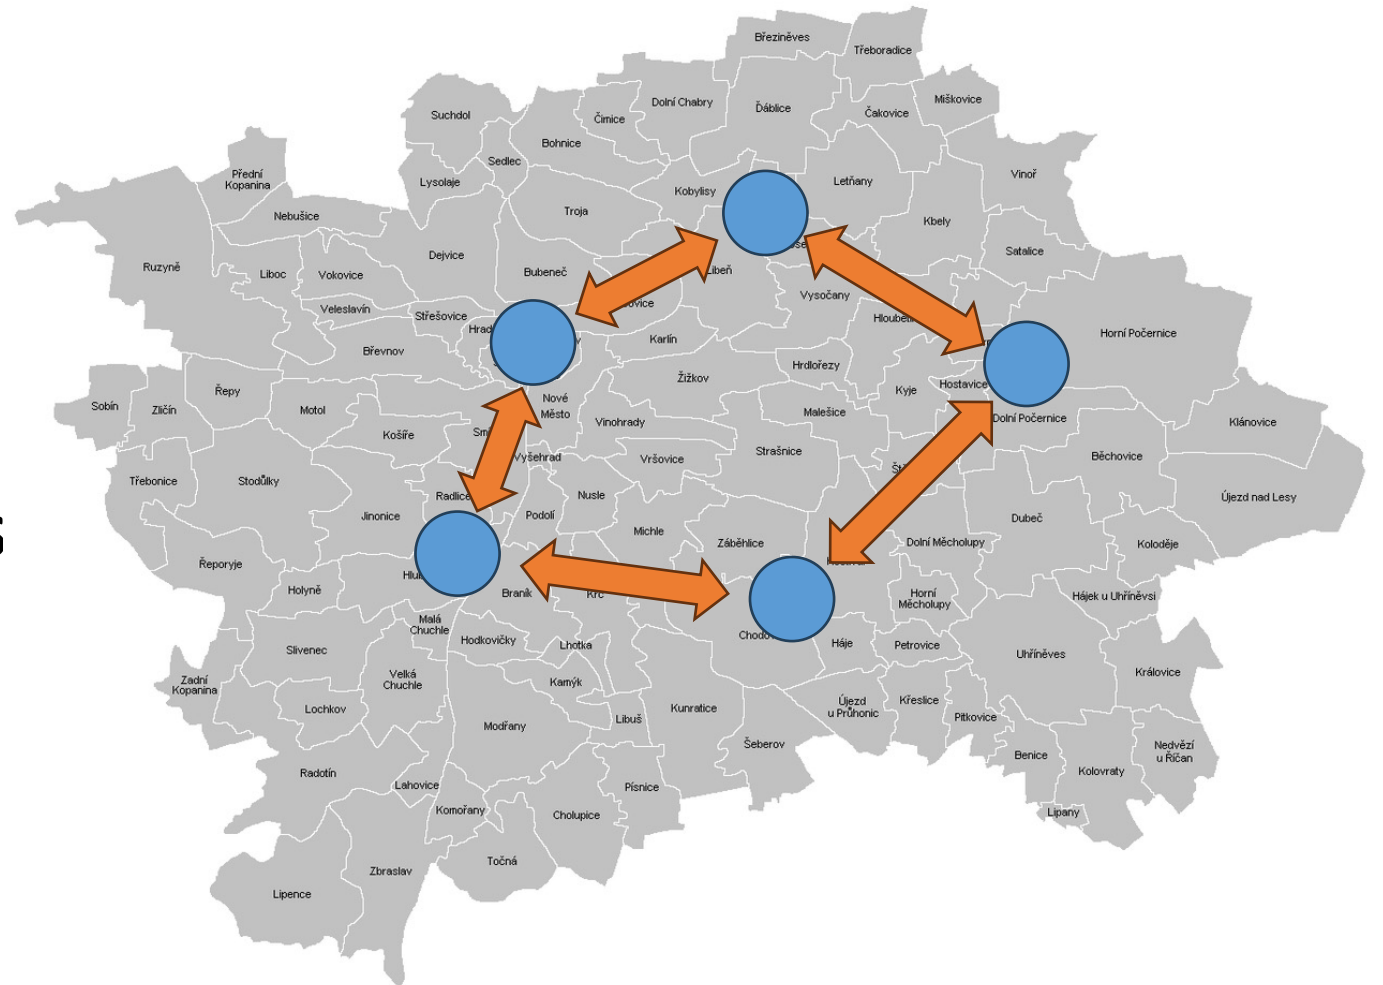 Březiněves
Třeboradice
Miškovice
Dolní Chabry
Ďáblice
Čakovice
Suchdol
Čimice
Bohnice
Sedlec
Přední
Kopanina
Lysolaje
Kobylisy
Letňany
Vinoř
Nebušice
Troja
Kbely
Satalice
Ruzyně
Liboc
Vokovice
Dejvice
Bubeneč
Libeň
Vysočany
Veleslavín
Střešovice
Horní Počernice
Břevnov
Karlín
Hrdlořezy
Žižkov
Kyje
Hostavice
Řepy
Sobín
Zličín
Motol
Nové
Město
Vinohrady
Malešice
Dolní Počernice
Klánovice
Košíře
Vyšehrad
Vršovice
Strašnice
Běchovice
Třebonice
Stodůlky
Radlice
Nusle
Újezd nad Lesy
Jinonice
Podolí
Michle
Záběhlice
Dubeč
Dolní Měcholupy
Koloděje
Řeporyje
Holyně
Braník
Krč
Horní
Měcholupy
Hájek u Uhříněvsi
Malá
Chuchle
Hodkovičky
Lhotka
Háje
Petrovice
Slivenec
Uhříněves
Zadní
Kopanina
Velká
Chuchle
Kamýk
Královice
Lochkov
Modřany
Libuš
Kunratice
Újezd
u Průhonic
Křeslice
Pitkovice
Šeberov
Benice
Nedvězí
u Říčan
Radotín
Lahovice
Písnice
Kolovraty
Komořany
Cholupice
Lipany
Točná
Zbraslav
Lipence